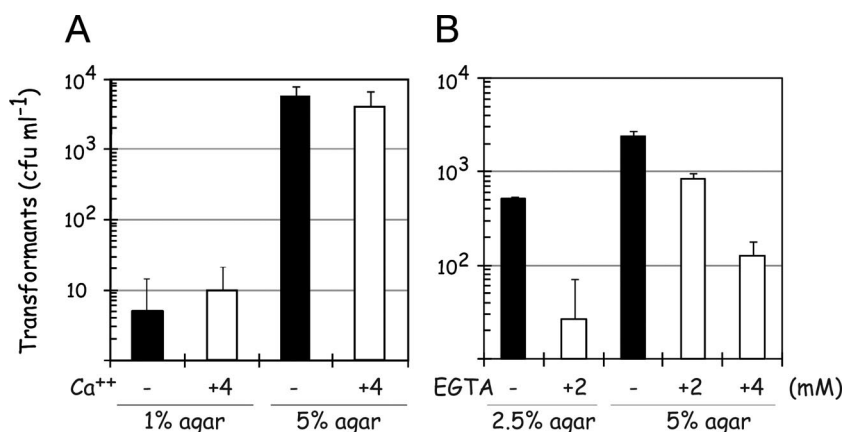 A
B
Transformants (cfu ml⁻¹)
10⁴
10³
10²
10
10⁴
10³
10²
Ca⁺⁺ - +4 - +4
1% agar 5% agar
EGTA - +2 - +2 +4 (mM)
2.5% agar 5% agar